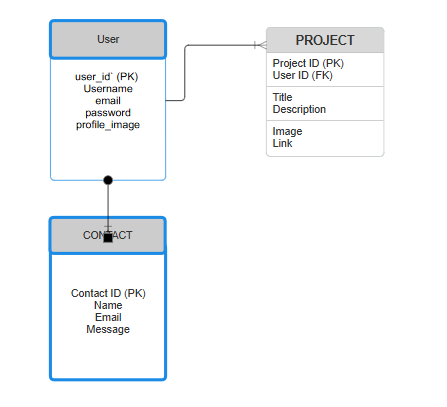 User
user_id` (PK)
Username
email
password
profile_image
PROJECT
Project ID (PK)
User ID (FK)
Title
Description
Image
Link
CONTACT
Contact ID (PK)
Name
Email
Message